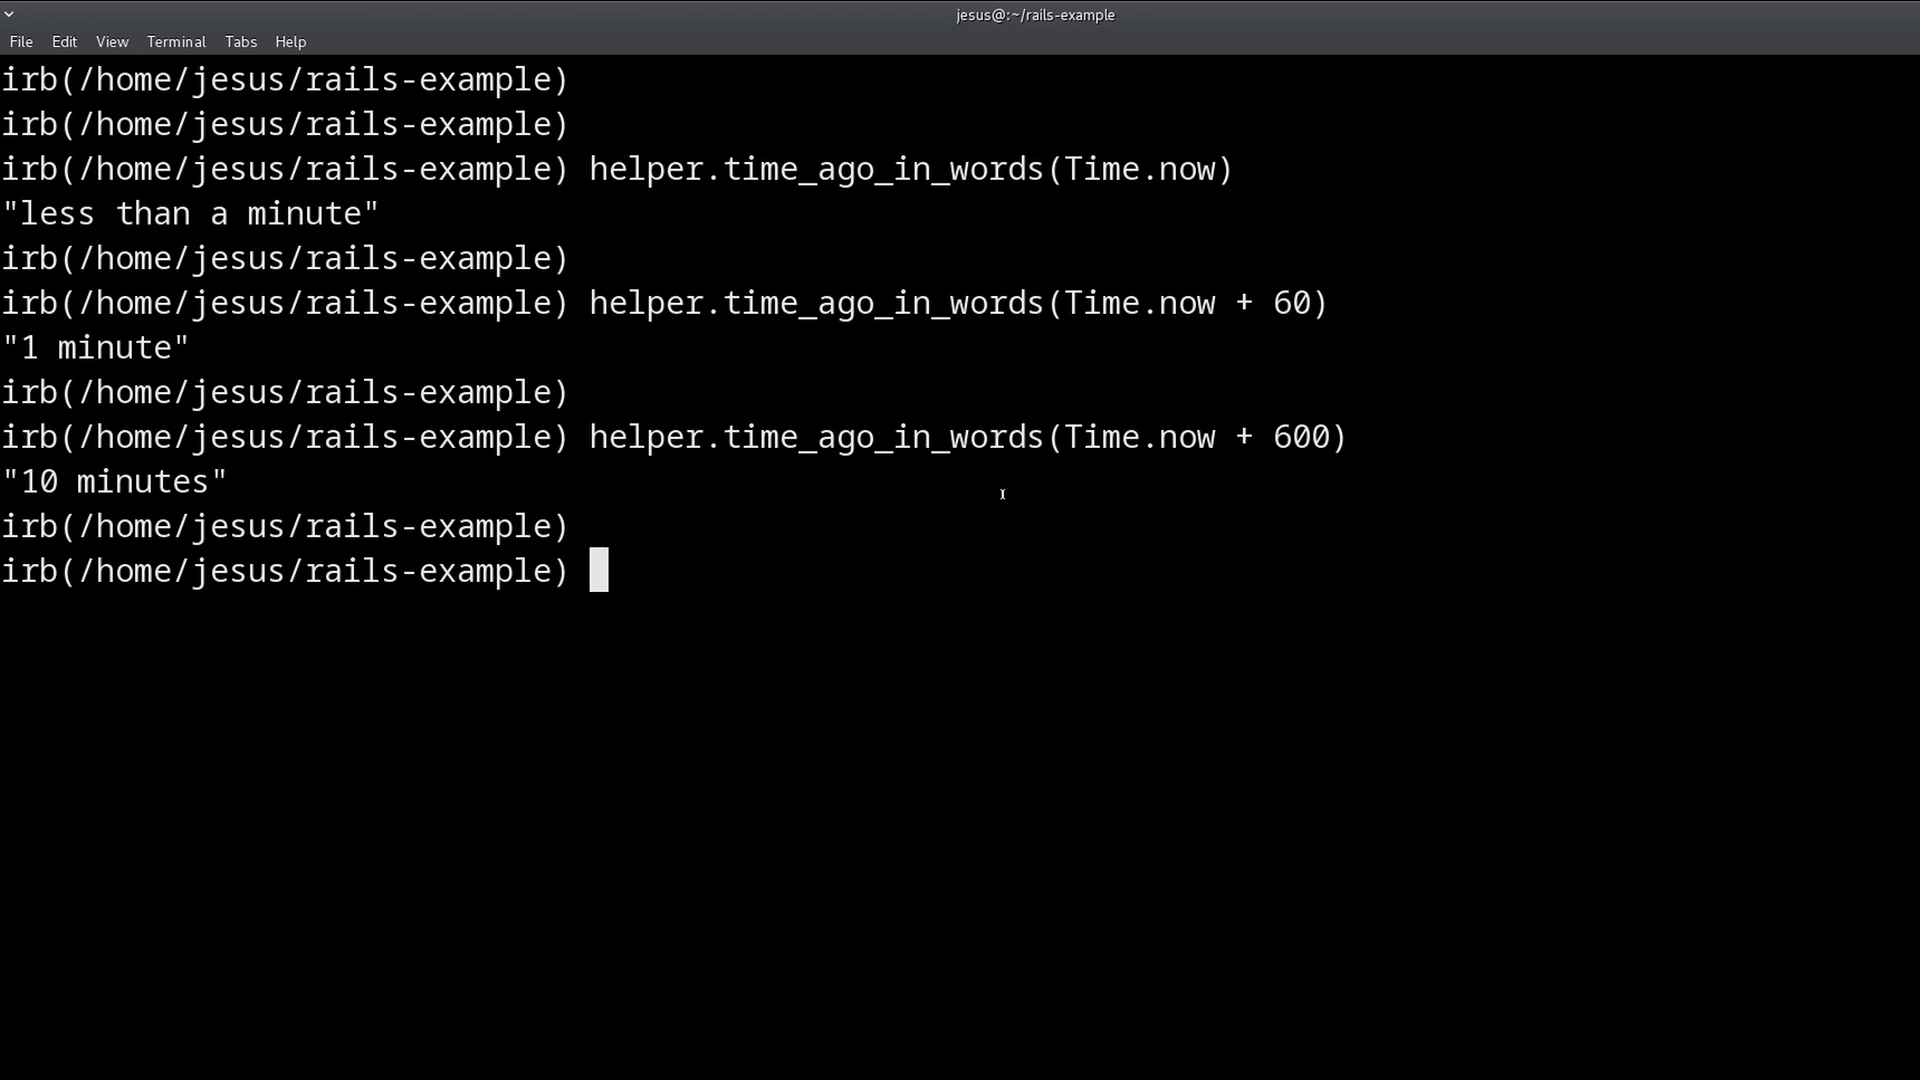 jesus@:~/rails-example
File Edit View Terminal Tabs Help
irb(/home/jesus/rails-example)
irb(/home/jesus/rails-example)
irb(/home/jesus/rails-example) helper.time_ago_in_words(Time.now)
"less than a minute"
irb(/home/jesus/rails-example)
irb(/home/jesus/rails-example) helper.time_ago_in_words(Time.now + 60)
"1 minute"
irb(/home/jesus/rails-example)
irb(/home/jesus/rails-example) helper.time_ago_in_words(Time.now + 600)
"10 minutes"
irb(/home/jesus/rails-example)
irb(/home/jesus/rails-example)